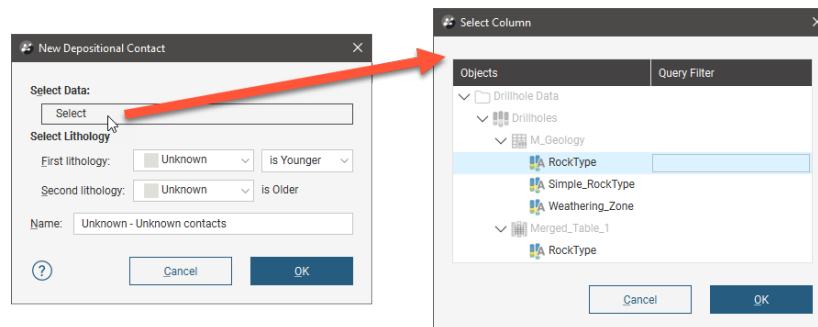 New Depositional Contact
Select Data:
Select
Select Lithology
First lithology: Unknown is Younger
Second lithology: Unknown is Older
Name: Unknown - Unknown contacts
? Cancel OK
Select Column
Objects Query Filter
Drillhole Data
Drillholes
M_Geology
RockType
Simple_RockType
Weathering_Zone
Merged_Table_1
RockType
Cancel OK